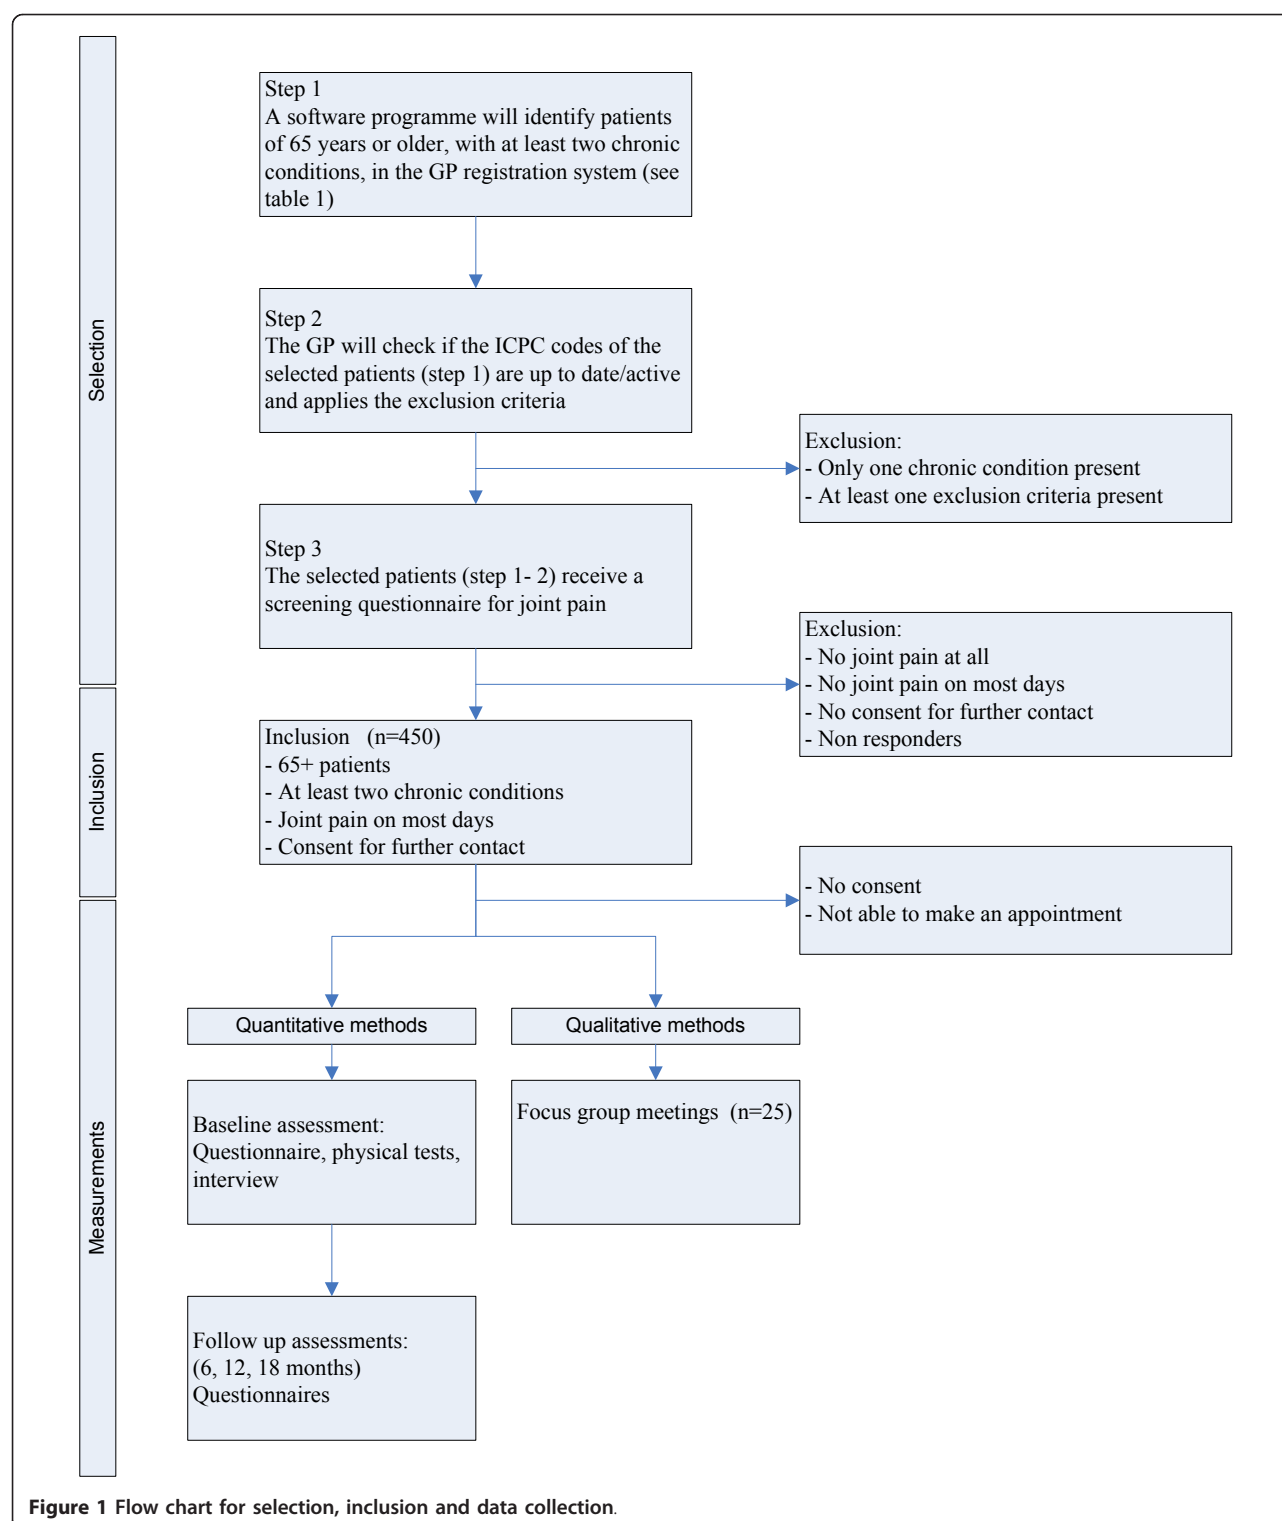 Selection
Step 1
A software programme will identify patients
of 65 years or older, with at least two chronic
conditions, in the GP registration system (see
table 1)
Step 2
The GP will check if the ICPC codes of the
selected patients (step 1) are up to date/active
and applies the exclusion criteria
Exclusion:
- Only one chronic condition present
- At least one exclusion criteria present
Step 3
The selected patients (step 1- 2) receive a
screening questionnaire for joint pain
Exclusion:
- No joint pain at all
- No joint pain on most days
- No consent for further contact
- Non responders
Inclusion
Inclusion (n=450)
- 65+ patients
- At least two chronic conditions
- Joint pain on most days
- Consent for further contact
- No consent
- Not able to make an appointment
Measurements
Quantitative methods
Qualitative methods
Baseline assessment:
Questionnaire, physical tests,
interview
Focus group meetings (n=25)
Follow up assessments:
(6, 12, 18 months)
Questionnaires
Figure 1 Flow chart for selection, inclusion and data collection.